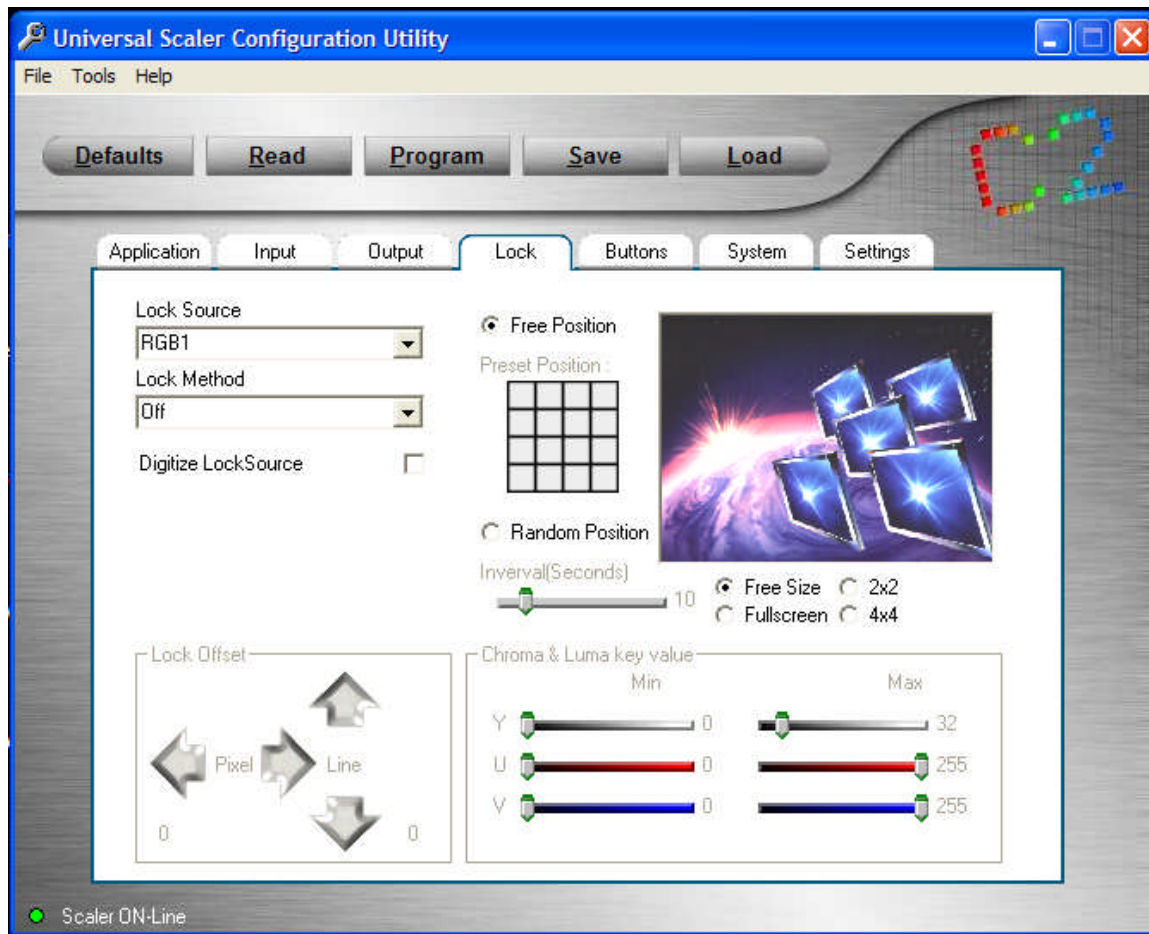 Universal Scaler Configuration Utility
File Tools Help
Defaults Read Program Save Load
C2
Application Input Output Lock Buttons System Settings
Lock Source
RGB1
Lock Method
Off
Digitize LockSource
Free Position
Preset Position :
Random Position
Inverval(Seconds)
10
Free Size 2x2
Fullscreen 4x4
Lock Offset
Pixel Line
0 0
Chroma & Luma key value
Min Max
Y 0 32
U 0 255
V 0 255
Scaler ON-Line